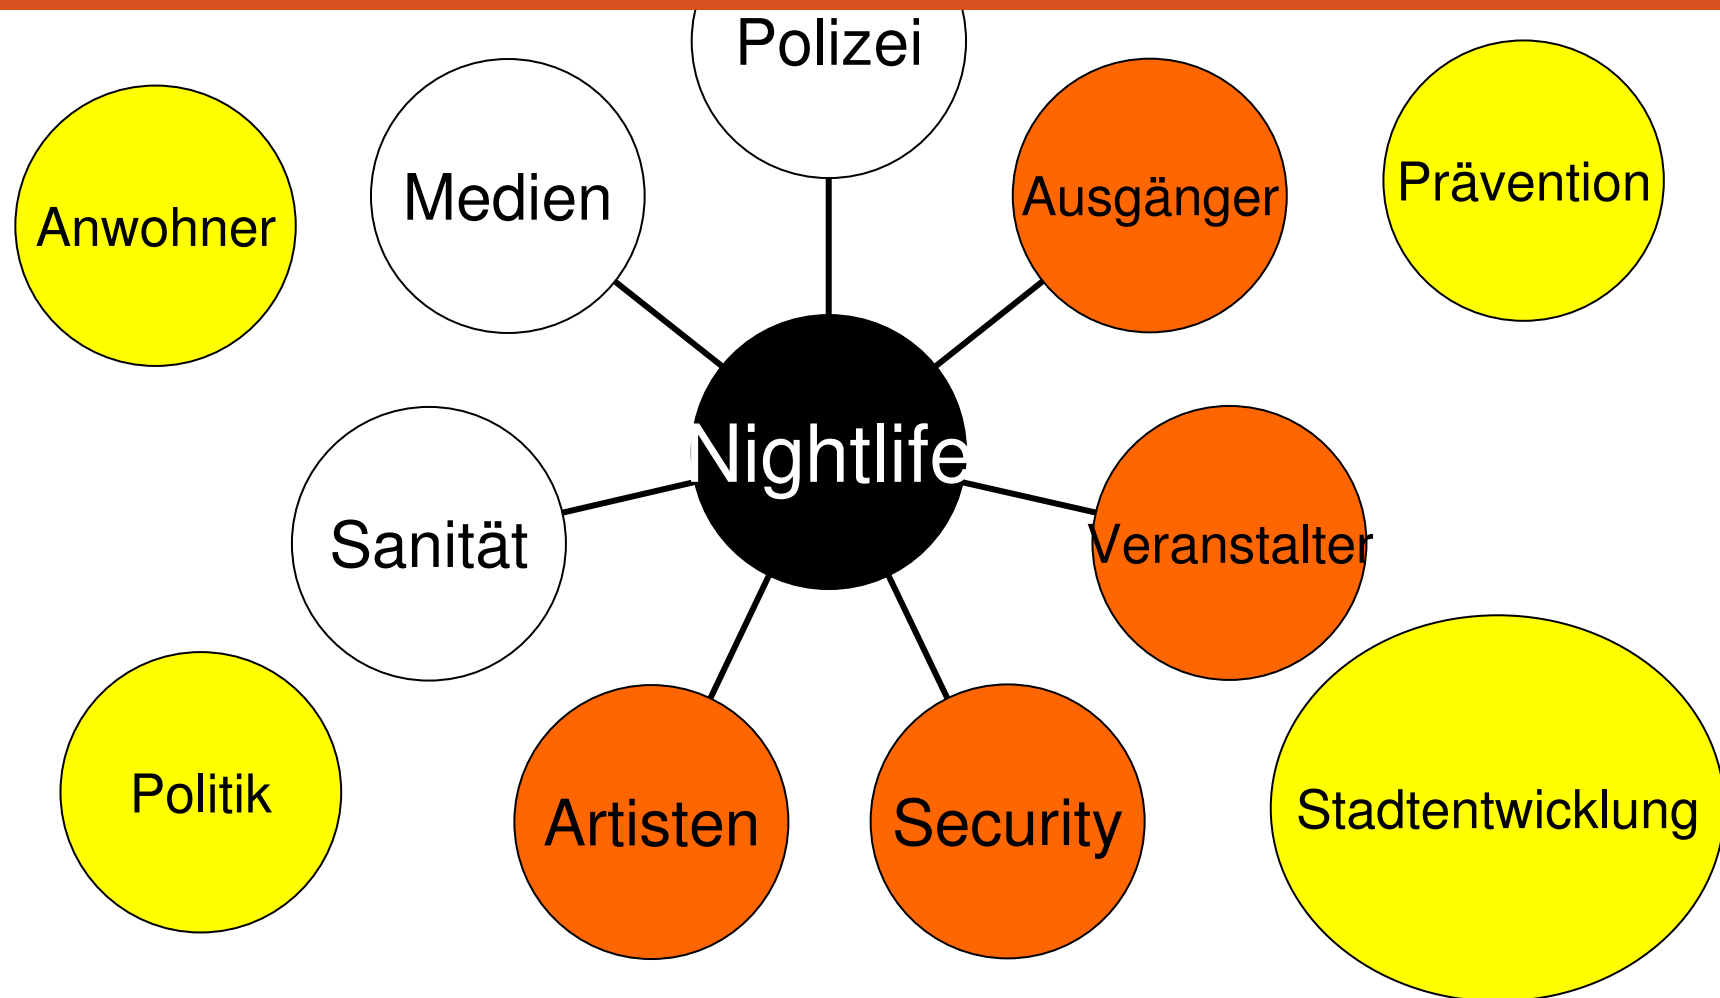 Polizei
Medien
Ausgänger
Prävention
Anwohner
Nightlife
Sanität
Veranstalter
Politik
Artisten
Security
Stadtentwicklung